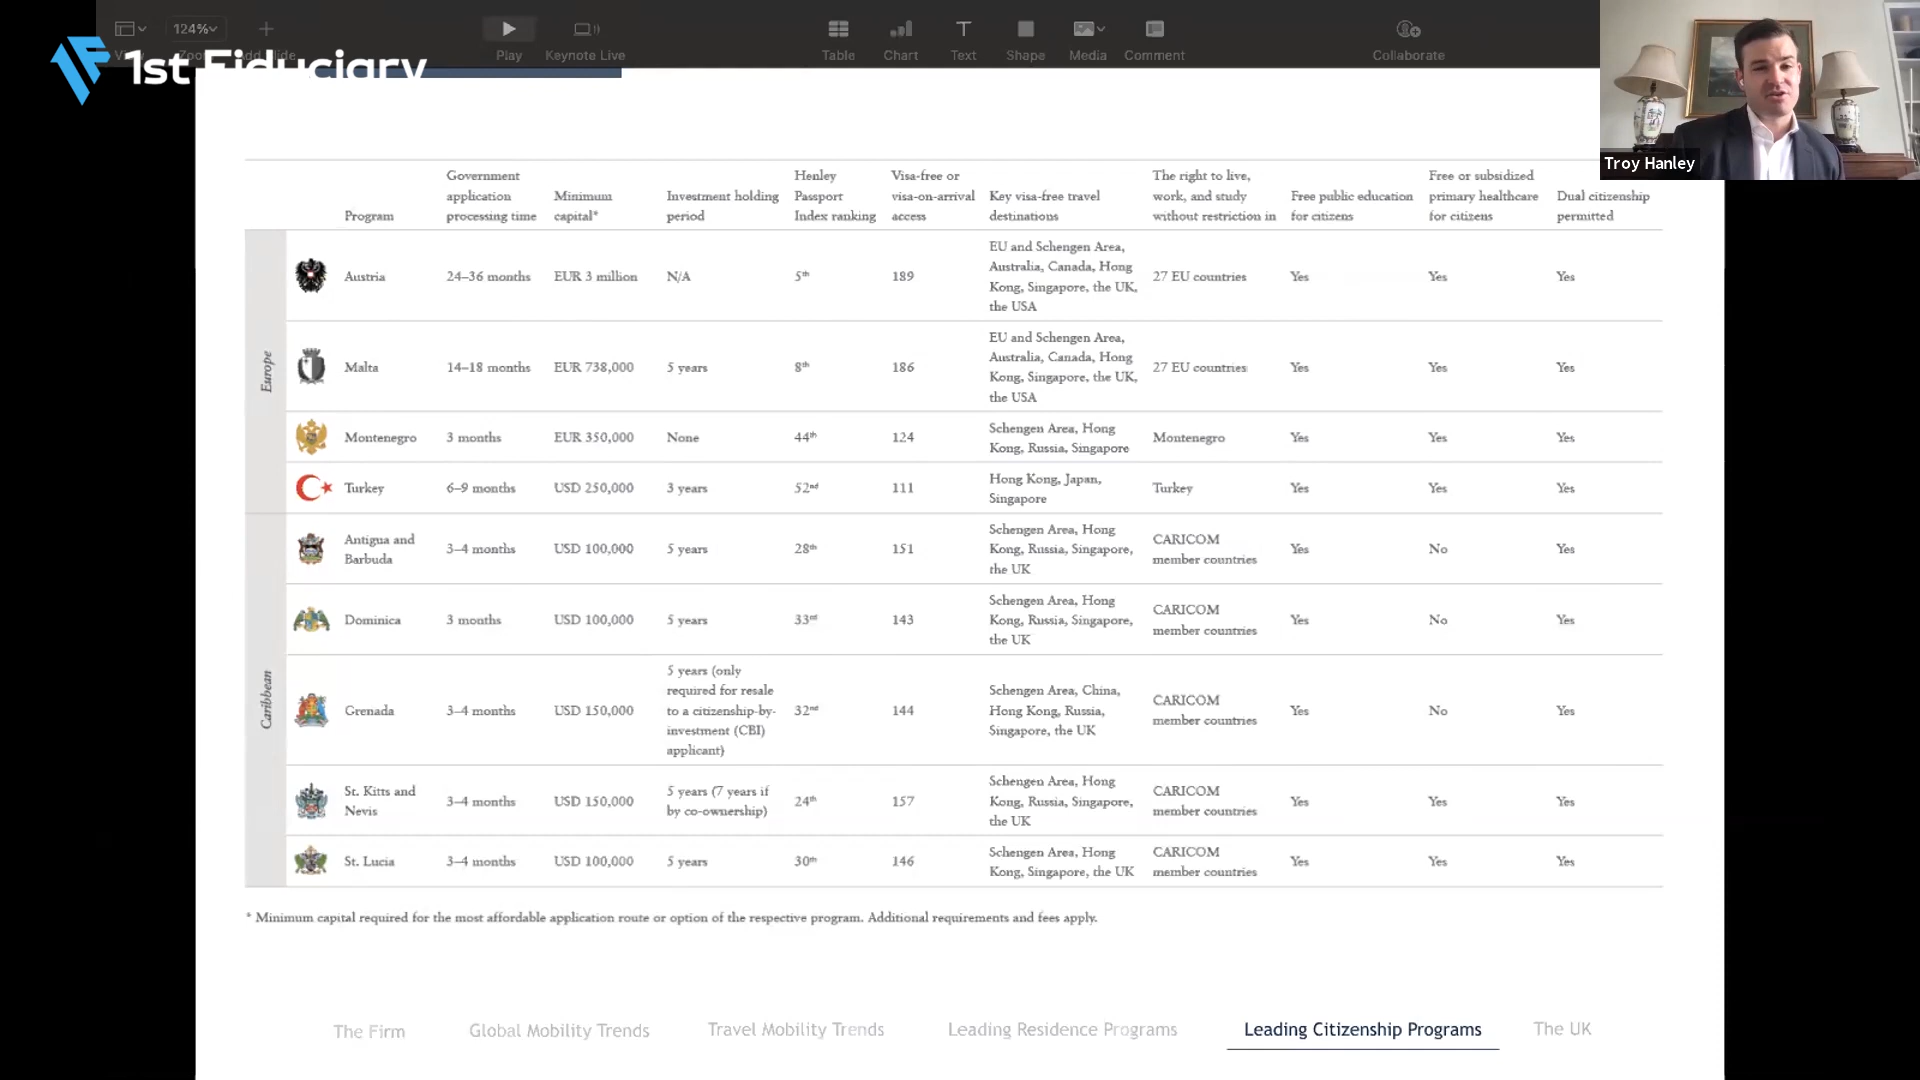 124%
Play
Keynote Live
Table
Chart
Text
Shape
Media
Comment
Collaborate
1st Fiduciary
Troy Hanley
Program
Government application processing time
Minimum capital*
Investment holding period
Henley Passport Index ranking
Visa-free or visa-on-arrival access
Key visa-free travel destinations
The right to live, work, and study without restriction in
Free public education for citizens
Free or subsidized primary healthcare for citizens
Dual citizenship permitted
Europe
Austria 24–36 months EUR 3 million N/A 5th 189 EU and Schengen Area, Australia, Canada, Hong Kong, Singapore, the UK, the USA 27 EU countries Yes Yes Yes
Malta 14–18 months EUR 738,000 5 years 8th 186 EU and Schengen Area, Australia, Canada, Hong Kong, Singapore, the UK, the USA 27 EU countries Yes Yes Yes
Montenegro 3 months EUR 350,000 None 44th 124 Schengen Area, Hong Kong, Russia, Singapore Montenegro Yes Yes Yes
Turkey 6–9 months USD 250,000 3 years 52nd 111 Hong Kong, Japan, Singapore Turkey Yes Yes Yes
Caribbean
Antigua and Barbuda 3–4 months USD 100,000 5 years 28th 151 Schengen Area, Hong Kong, Russia, Singapore, the UK CARICOM member countries Yes No Yes
Dominica 3 months USD 100,000 5 years 33rd 143 Schengen Area, Hong Kong, Russia, Singapore, the UK CARICOM member countries Yes No Yes
Grenada 3–4 months USD 150,000 5 years (only required for resale to a citizenship-by-investment (CBI) applicant) 32nd 144 Schengen Area, China, Hong Kong, Russia, Singapore, the UK CARICOM member countries Yes No Yes
St. Kitts and Nevis 3–4 months USD 150,000 5 years (7 years if by co-ownership) 24th 157 Schengen Area, Hong Kong, Russia, Singapore, the UK CARICOM member countries Yes Yes Yes
St. Lucia 3–4 months USD 100,000 5 years 30th 146 Schengen Area, Hong Kong, Singapore, the UK CARICOM member countries Yes Yes Yes
* Minimum capital required for the most affordable application route or option of the respective program. Additional requirements and fees apply.
The Firm
Global Mobility Trends
Travel Mobility Trends
Leading Residence Programs
Leading Citizenship Programs
The UK